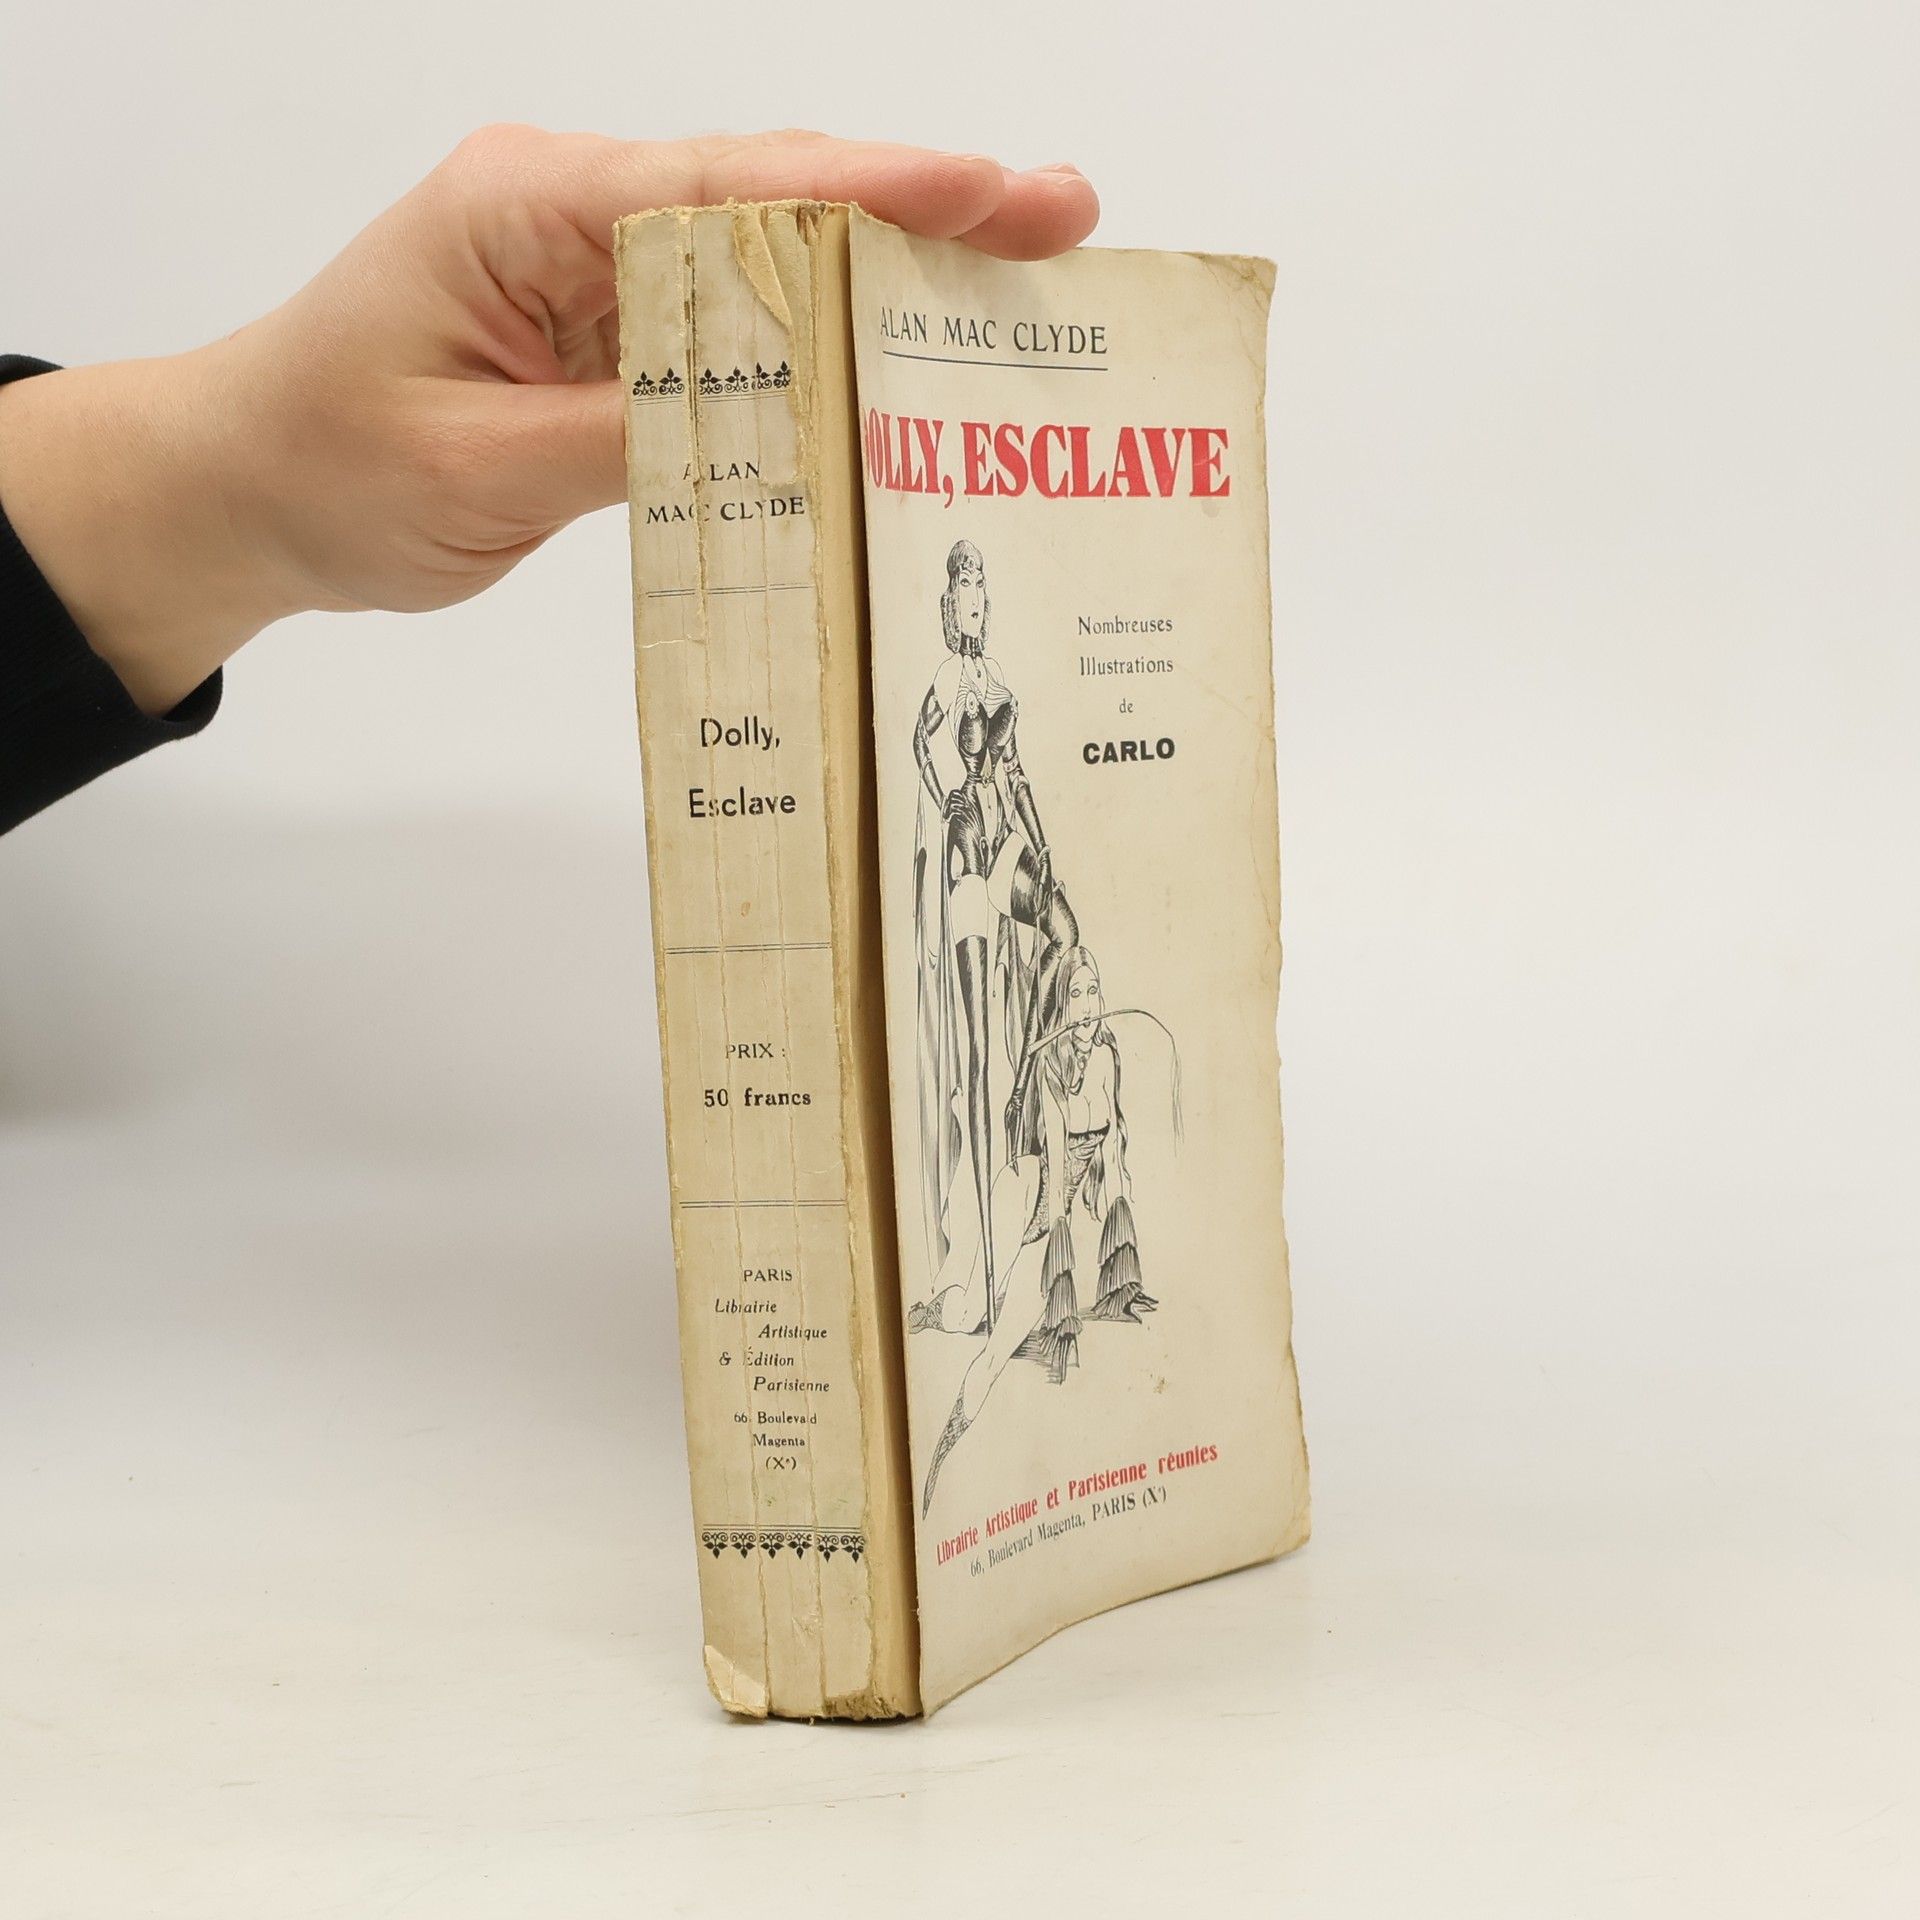 ALAN
MAC CLYDE
Dolly,
Esclave
PRIX :
50 francs
PARIS
Librairie
Artistique
& Édition
Parisienne
66 Boulevard
Magenta
(Xe)
ALAN MAC CLYDE
DOLLY, ESCLAVE
Nombreuses
Illustrations
de
CARLO
Librairie Artistique et Parisienne réunies
66, Boulevard Magenta, PARIS (Xe)